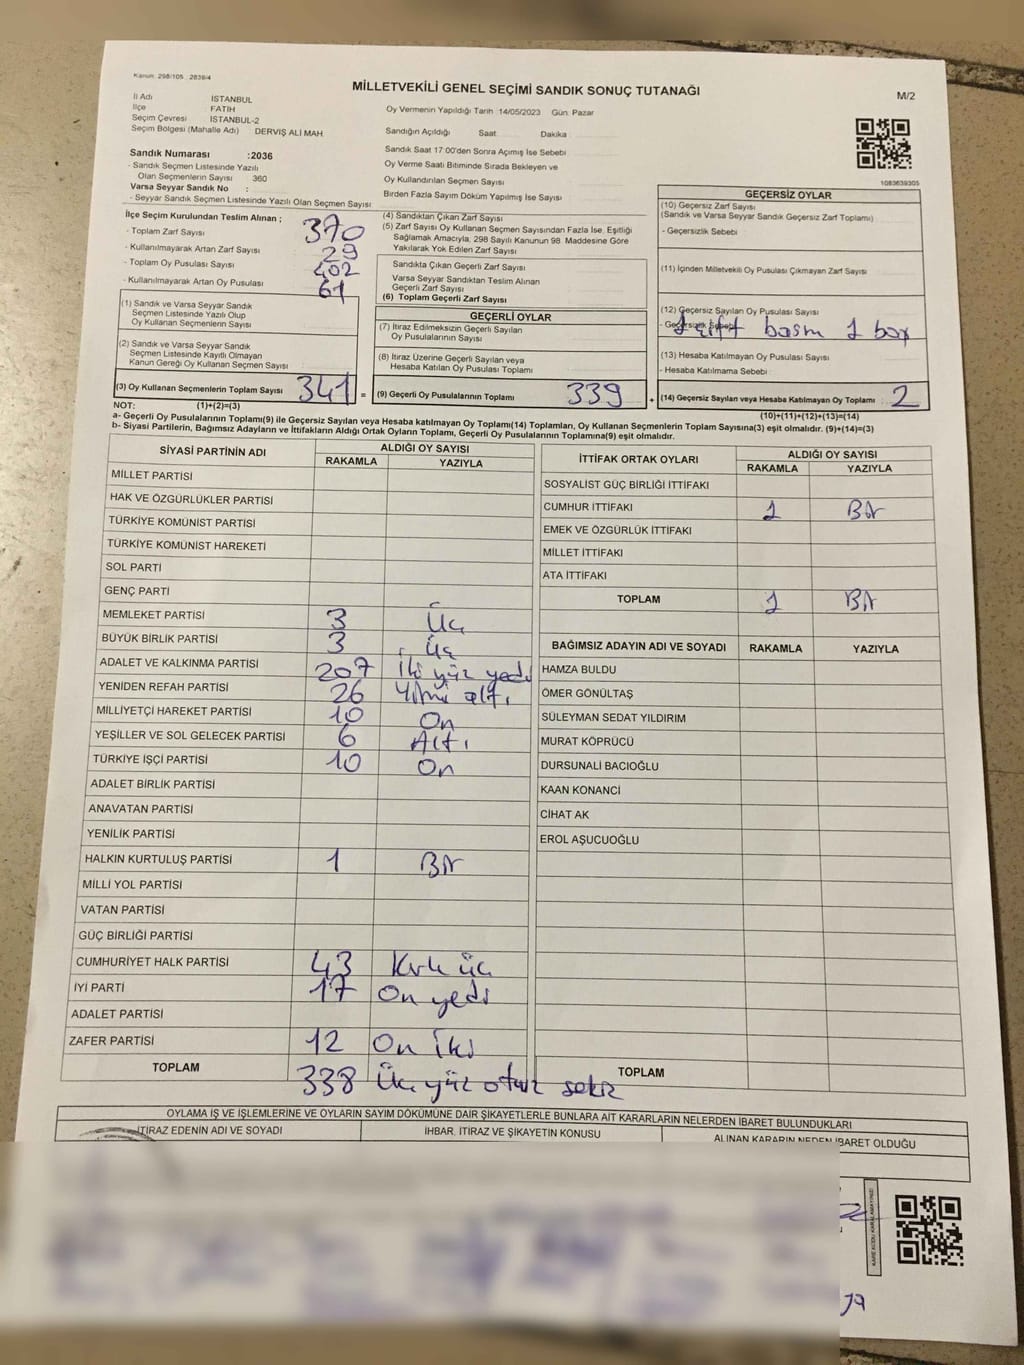 Kanun: 298/105 2839/4
MİLLETVEKİLİ GENEL SEÇİMİ SANDIK SONUÇ TUTANAĞI
M/2
İl Adı İSTANBUL
İlçe FATİH
Seçim Çevresi : İSTANBUL-2
Seçim Bölgesi (Mahalle Adı) DERVİŞ ALİ MAH
Oy Vermenin Yapıldığı Tarih 14/05/2023 Gün: Pazar
Sandığın Açıldığı Saat Dakika
Sandık Saat 17:00'den Sonra Açımış İse Sebebi
Oy Verme Saati Bitiminde Sırada Bekleyen ve
Oy Kullandırılan Seçmen Sayısı
Birden Fazla Sayım Döküm Yapılmış İse Sayısı
Sandık Numarası :2036
- Sandık Seçmen Listesinde Yazılı
Olan Seçmenlerin Sayısı 360
Varsa Seyyar Sandık No :
- Seyyar Sandık Seçmen Listesinde Yazılı Olan Seçmen Sayısı
1083639305
İlçe Seçim Kurulundan Teslim Alınan ;
- Toplam Zarf Sayısı 370
- Kullanılmayarak Artan Zarf Sayısı 29
- Toplam Oy Pusulası Sayısı 402
- Kullanılmayarak Artan Oy Pusulası 61
(1) Sandık ve Varsa Seyyar Sandık
Seçmen Listesinde Yazılı Olup
Oy Kullanan Seçmenlerin Sayısı
(2) Sandık ve Varsa Seyyar Sandık
Seçmen Listesinde Kayıtlı Olmayan
Kanun Gereği Oy Kullanan Seçmen Sayısı
(3) Oy Kullanan Seçmenlerin Toplam Sayısı 341 =
(4) Sandıktan Çıkan Zarf Sayısı
(5) Zarf Sayısı Oy Kullanan Seçmen Sayısından Fazla İse, Eşitliği
Sağlamak Amacıyla, 298 Sayılı Kanunun 98. Maddesine Göre
Yakılarak Yok Edilen Zarf Sayısı
Sandıkta Çıkan Geçerli Zarf Sayısı
Varsa Seyyar Sandıktan Teslim Alınan
Geçerli Zarf Sayısı
(6) Toplam Geçerli Zarf Sayısı
GEÇERLİ OYLAR
(7) İtiraz Edilmeksizin Geçerli Sayılan
Oy Pusulalarının Sayısı
(8) İtiraz Üzerine Geçerli Sayılan veya
Hesaba Katılan Oy Pusulaları Toplamı
(9) Geçerli Oy Pusulalarının Toplamı 339 +
GEÇERSİZ OYLAR
(10) Geçersiz Zarf Sayısı
(Sandık ve Varsa Seyyar Sandık Geçersiz Zarf Toplamı)
- Geçersizlik Sebebi
(11) İçinden Milletvekili Oy Pusulası Çıkmayan Zarf Sayısı
(12) Geçersiz Sayılan Oy Pusulası Sayısı
- Geçersizlik Sebebi 1 çift basm 1 boş
(13) Hesaba Katılmayan Oy Pusulası Sayısı
- Hesaba Katılmama Sebebi
(14) Geçersiz Sayılan veya Hesaba Katılmayan Oy Toplamı 2
NOT: (1)+(2)=(3) (10)+(11)+(12)+(13)=(14)
a- Geçerli Oy Pusulalarının Toplamı(9) ile Geçersiz Sayılan veya Hesaba katılmayan Oy Toplamı(14) Toplamları, Oy Kullanan Seçmenlerin Toplam Sayısına(3) eşit olmalıdır. (9)+(14)=(3)
b- Siyasi Partilerin, Bağımsız Adayların ve İttifakların Aldığı Ortak Oyların Toplamı, Geçerli Oy Pusulalarının Toplamına(9) eşit olmalıdır.
SİYASİ PARTİNİN ADI ALDIĞI OY SAYISI
RAKAMLA YAZIYLA
MİLLET PARTİSİ
HAK VE ÖZGÜRLÜKLER PARTİSİ
TÜRKİYE KOMÜNİST PARTİSİ
TÜRKİYE KOMÜNİST HAREKETİ
SOL PARTİ
GENÇ PARTİ
MEMLEKET PARTİSİ 3 Üç
BÜYÜK BİRLİK PARTİSİ 3 Üç
ADALET VE KALKINMA PARTİSİ 207 İki yüz yedi
YENİDEN REFAH PARTİSİ 26 Yirmi altı
MİLLİYETÇİ HAREKET PARTİSİ 10 On
YEŞİLLER VE SOL GELECEK PARTİSİ 6 Altı
TÜRKİYE İŞÇİ PARTİSİ 10 On
ADALET BİRLİK PARTİSİ
ANAVATAN PARTİSİ
YENİLİK PARTİSİ
HALKIN KURTULUŞ PARTİSİ 1 Bir
MİLLİ YOL PARTİSİ
VATAN PARTİSİ
GÜÇ BİRLİĞİ PARTİSİ
CUMHURİYET HALK PARTİSİ 43 Kırk üç
İYİ PARTİ 17 On yedi
ADALET PARTİSİ
ZAFER PARTİSİ 12 On iki
TOPLAM 338 Üç yüz otuz sekiz
İTTİFAK ORTAK OYLARI ALDIĞI OY SAYISI
RAKAMLA YAZIYLA
SOSYALİST GÜÇ BİRLİĞİ İTTİFAKI
CUMHUR İTTİFAKI 1 Bir
EMEK VE ÖZGÜRLÜK İTTİFAKI
MİLLET İTTİFAKI
ATA İTTİFAKI
TOPLAM 1 Bir
BAĞIMSIZ ADAYIN ADI VE SOYADI RAKAMLA YAZIYLA
HAMZA BULDU
ÖMER GÖNÜLTAŞ
SÜLEYMAN SEDAT YILDIRIM
MURAT KÖPRÜCÜ
DURSUNALİ BACIOĞLU
KAAN KONANCİ
CİHAT AK
EROL AŞUCUOĞLU
TOPLAM
OYLAMA İŞ VE İŞLEMLERİNE VE OYLARIN SAYIM DÖKÜMÜNE DAİR ŞİKAYETLERLE BUNLARA AİT KARARLARIN NELERDEN İBARET BULUNDUKLARI
İTİRAZ EDENİN ADI VE SOYADI İHBAR, İTİRAZ VE ŞİKAYETİN KONUSU ALINAN KARARIN NEDEN İBARET OLDUĞU